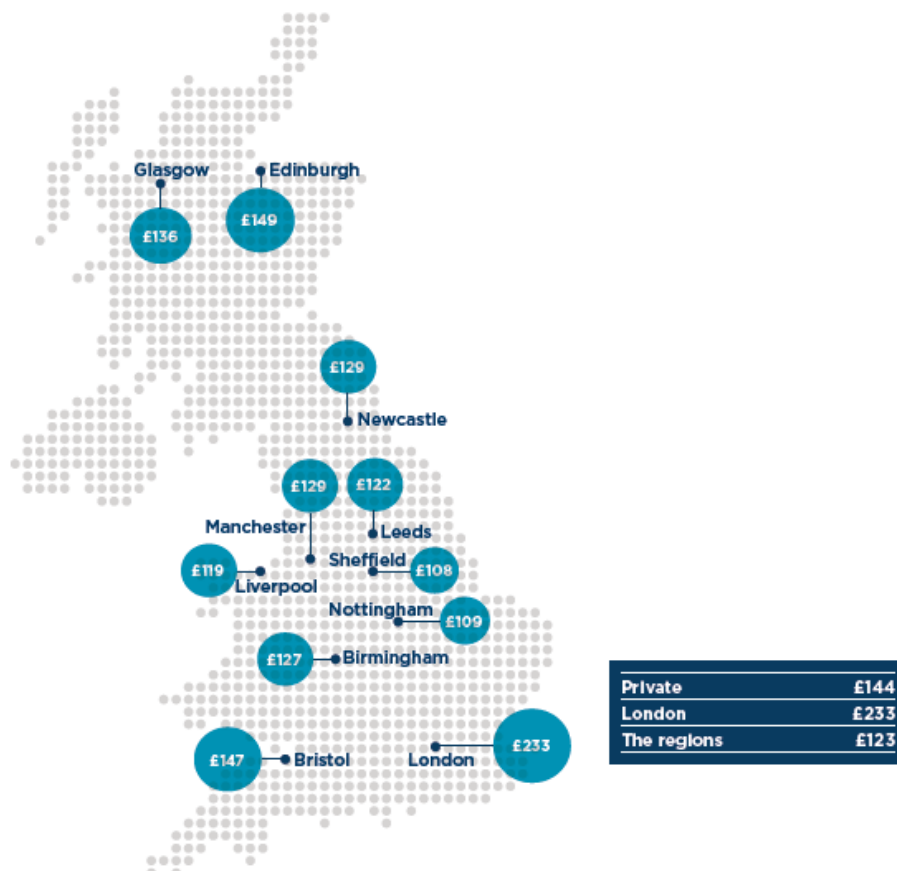 Glasgow
Edinburgh
£136
£149
£129
Newcastle
£129
£122
Manchester
Leeds
Sheffield
£108
£119
Liverpool
Nottingham
£109
£127
Birmingham
Private £144
London £233
The regions £123
£147
Bristol
London
£233